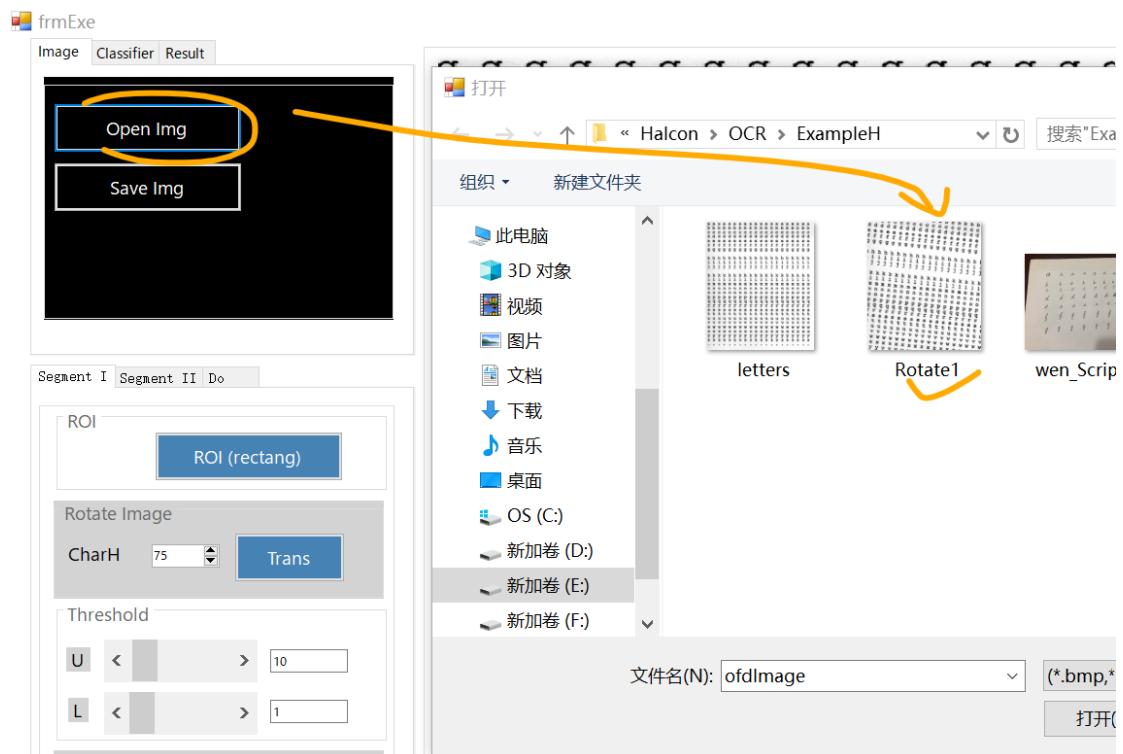 frmExe
Image Classifier Result
Open Img
Save Img
Segment I Segment II Do
ROI
ROI (rectang)
Rotate Image
CharH 75 Trans
Threshold
U < > 10
L < > 1
打开
« Halcon > OCR > ExampleH
搜索"Exa
组织 新建文件夹
此电脑
3D 对象
视频
图片
文档
下载
音乐
桌面
OS (C:)
新加卷 (D:)
新加卷 (E:)
新加卷 (F:)
letters Rotate1 wen_Scrip
文件名(N): ofdImage (*.bmp,*
打开(